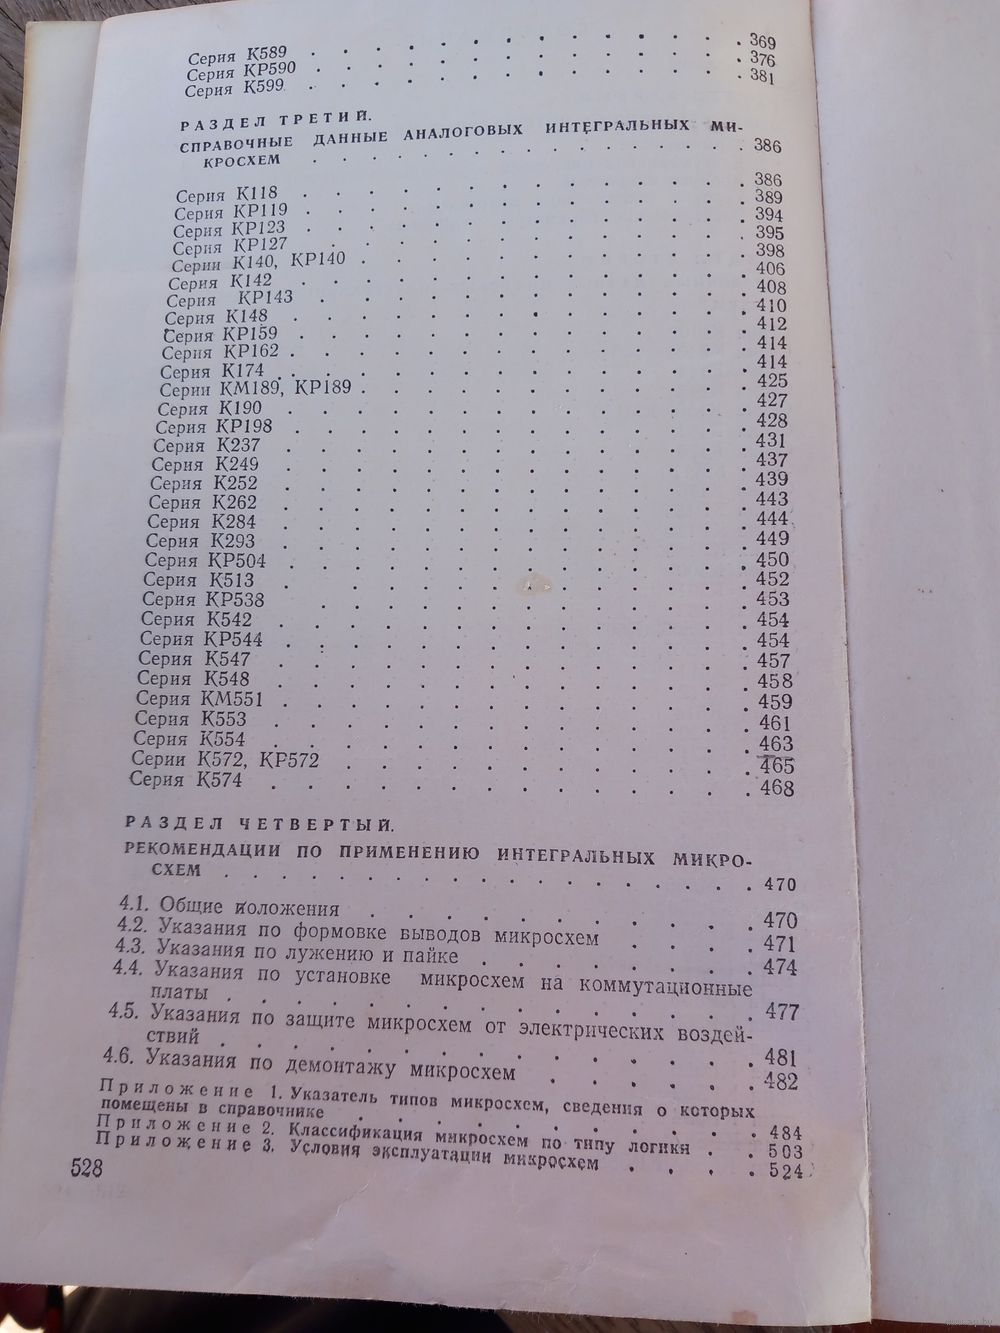 Серия К589 . . . . . . . . . . . . . . 369
Серия КР590 . . . . . . . . . . . . . . 376
Серия К599 . . . . . . . . . . . . . . 381
РАЗДЕЛ ТРЕТИЙ.
СПРАВОЧНЫЕ ДАННЫЕ АНАЛОГОВЫХ ИНТЕГРАЛЬНЫХ МИ-
КРОСХЕМ . . . . . . . . . . . . . . 386
Серия К118 . . . . . . . . . . . . . . 386
Серия КР119 . . . . . . . . . . . . . . 389
Серия КР123 . . . . . . . . . . . . . . 394
Серия КР127 . . . . . . . . . . . . . . 395
Серии К140, КР140 . . . . . . . . . . . . 398
Серия К142 . . . . . . . . . . . . . . 406
Серия КР143 . . . . . . . . . . . . . . 408
Серия К148 . . . . . . . . . . . . . . 410
Серия КР159 . . . . . . . . . . . . . . 412
Серия КР162 . . . . . . . . . . . . . . 414
Серия К174 . . . . . . . . . . . . . . 414
Серии КМ189, КР189 . . . . . . . . . . . . 425
Серия К190 . . . . . . . . . . . . . . 427
Серия КР198 . . . . . . . . . . . . . . 428
Серия К237 . . . . . . . . . . . . . . 431
Серия К249 . . . . . . . . . . . . . . 437
Серия К252 . . . . . . . . . . . . . . 439
Серия К262 . . . . . . . . . . . . . . 443
Серия К284 . . . . . . . . . . . . . . 444
Серия К293 . . . . . . . . . . . . . . 449
Серия КР504 . . . . . . . . . . . . . . 450
Серия К513 . . . . . . . . . . . . . . 452
Серия КР538 . . . . . . . . . . . . . . 453
Серия К542 . . . . . . . . . . . . . . 454
Серия КР544 . . . . . . . . . . . . . . 454
Серия К547 . . . . . . . . . . . . . . 457
Серия К548 . . . . . . . . . . . . . . 458
Серия КМ551 . . . . . . . . . . . . . . 459
Серия К553 . . . . . . . . . . . . . . 461
Серия К554 . . . . . . . . . . . . . . 463
Серии К572, КР572 . . . . . . . . . . . . 465
Серия К574 . . . . . . . . . . . . . . 468
РАЗДЕЛ ЧЕТВЕРТЫЙ.
РЕКОМЕНДАЦИИ ПО ПРИМЕНЕНИЮ ИНТЕГРАЛЬНЫХ МИКРО-
СХЕМ . . . . . . . . . . . . . . . . 470
4.1. Общие положения . . . . . . . . . . . 470
4.2. Указания по формовке выводов микросхем . . . . 471
4.3. Указания по лужению и пайке . . . . . . . . 474
4.4. Указания по установке микросхем на коммутационные
платы . . . . . . . . . . . . . . . 477
4.5. Указания по защите микросхем от электрических воздей-
ствий . . . . . . . . . . . . . . . 481
4.6. Указания по демонтажу микросхем . . . . . . 482
Приложение 1. Указатель типов микросхем, сведения о которых
помещены в справочнике . . . . . . . . . . . 484
Приложение 2. Классификация микросхем по типу логики . . 503
Приложение 3. Условия эксплуатации микросхем . . . . 524
528